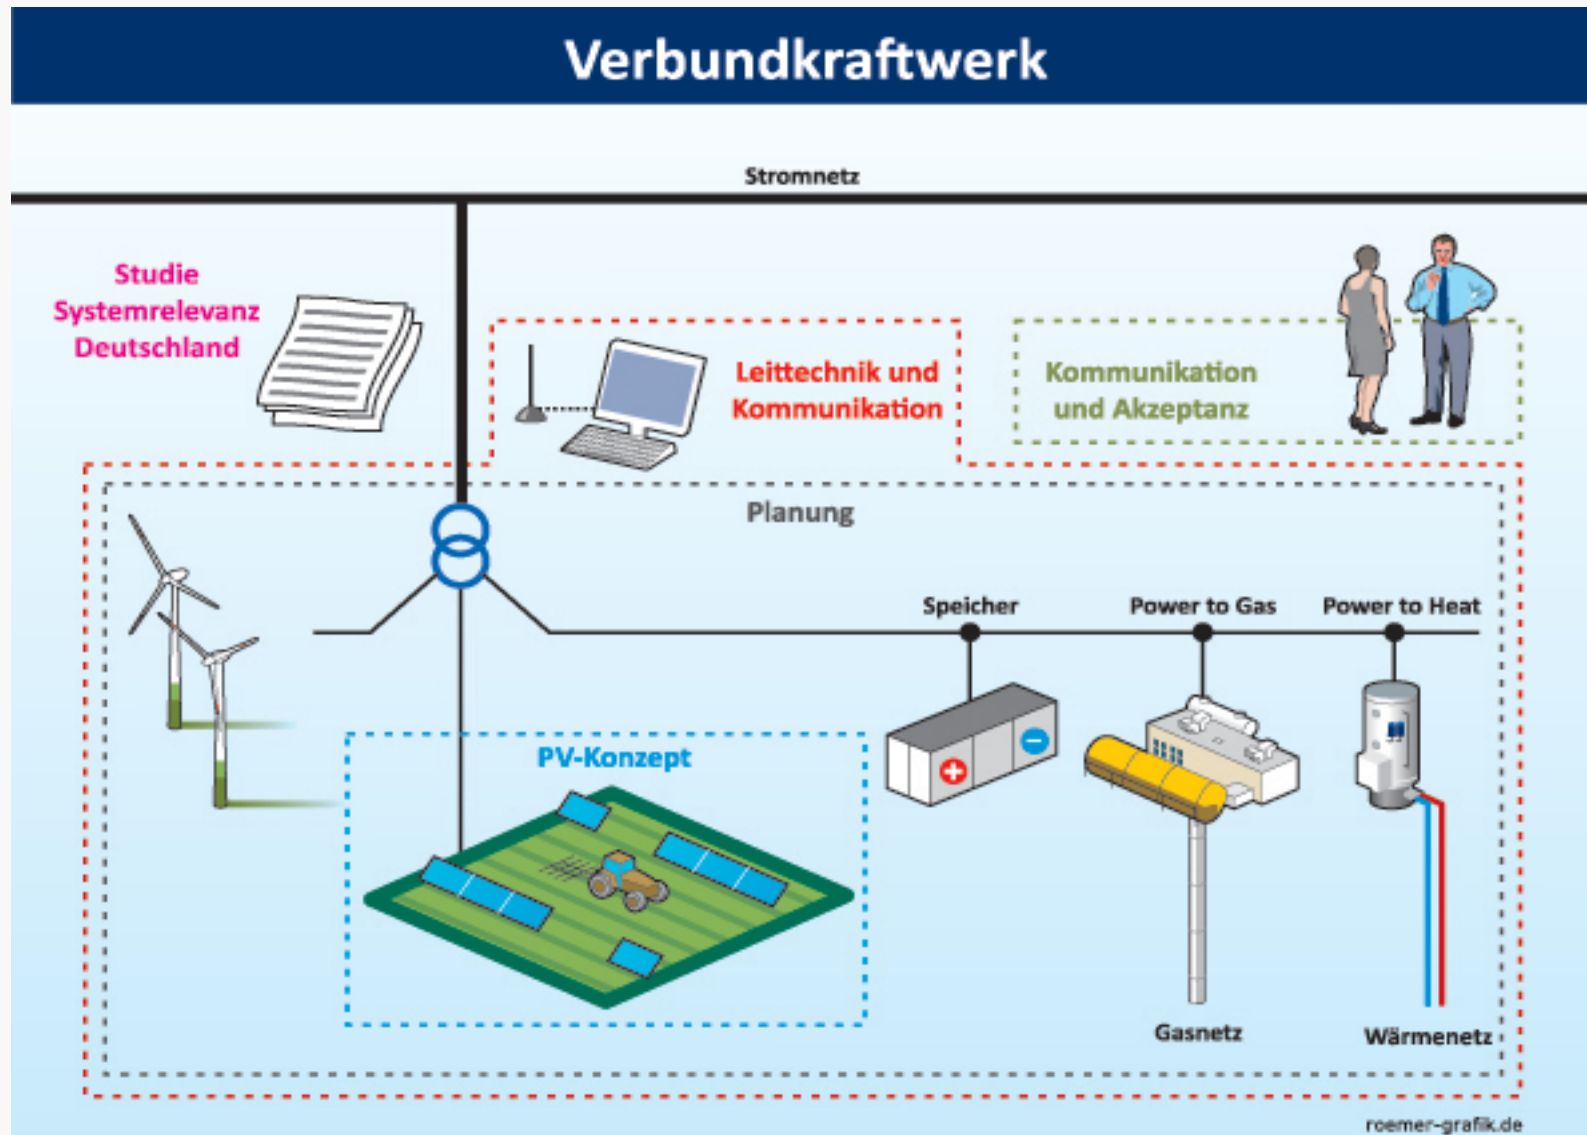 Verbundkraftwerk
Stromnetz
Studie
Systemrelevanz
Deutschland
Leittechnik und
Kommunikation
Kommunikation
und Akzeptanz
Planung
Speicher
Power to Gas
Power to Heat
PV-Konzept
Gasnetz
Wärmenetz
roemer-grafik.de